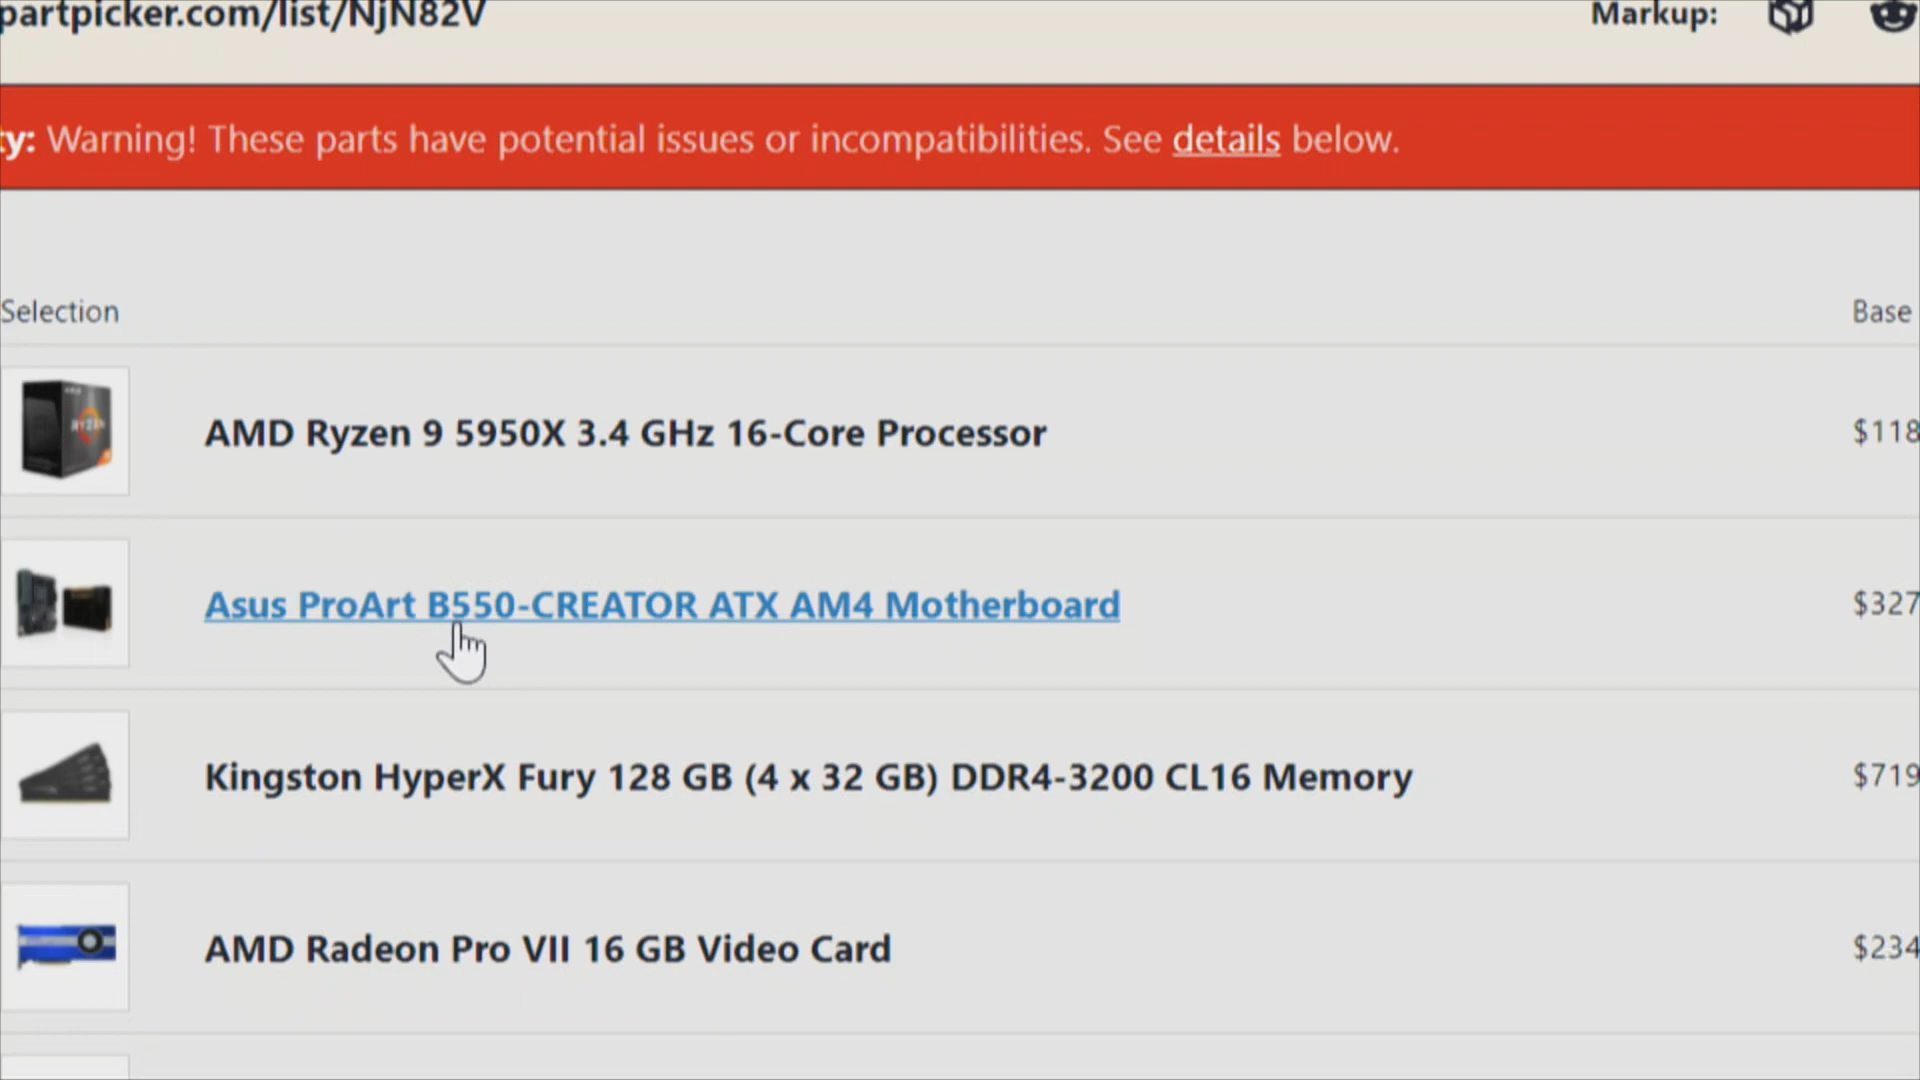 partpicker.com/list/NjN82V
Markup:
ty: Warning! These parts have potential issues or incompatibilities. See details below.
Selection
Base
AMD Ryzen 9 5950X 3.4 GHz 16-Core Processor
$118
Asus ProArt B550-CREATOR ATX AM4 Motherboard
$327
Kingston HyperX Fury 128 GB (4 x 32 GB) DDR4-3200 CL16 Memory
$719
AMD Radeon Pro VII 16 GB Video Card
$234
RYZEN